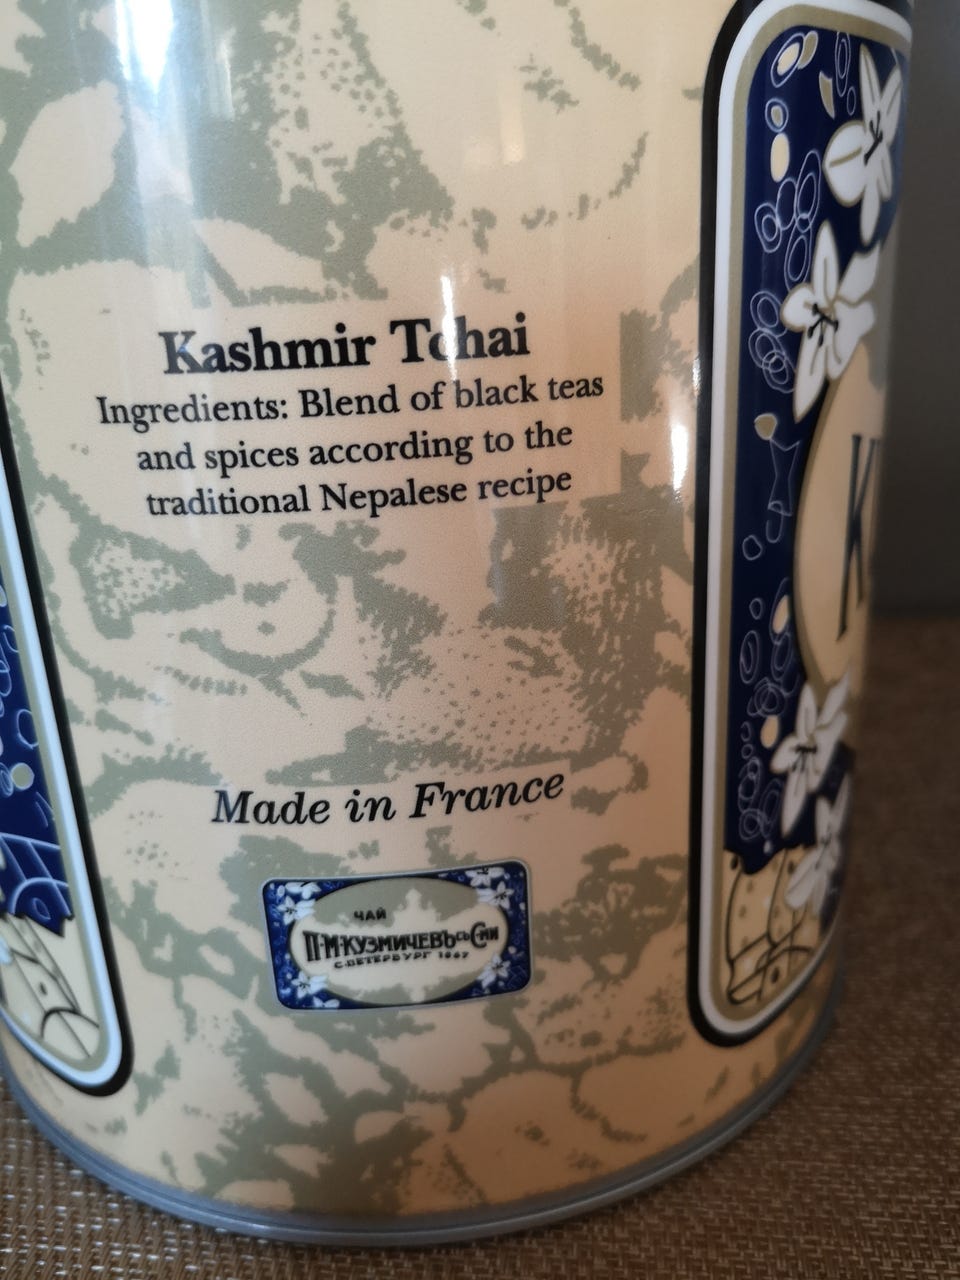 Kashmir Tchai
Ingredients: Blend of black teas
and spices according to the
traditional Nepalese recipe
Made in France
ЧАЙ
П·М·КУЗМИЧЕВЪ съ С-МИ
С.ПЕТЕРБУРГ 1867
K